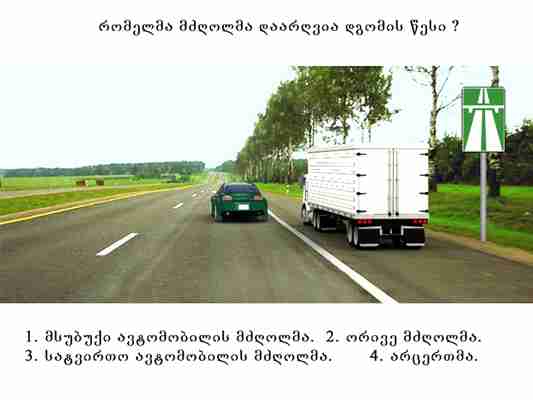 რომელმა მძღოლმა დაარღვია დგომის წესი ?
1. მსუბუქი ავტომობილის მძღოლმა. 2. ორივე მძღოლმა.
3. სატვირთო ავტომობილის მძღოლმა. 4. არცერთმა.